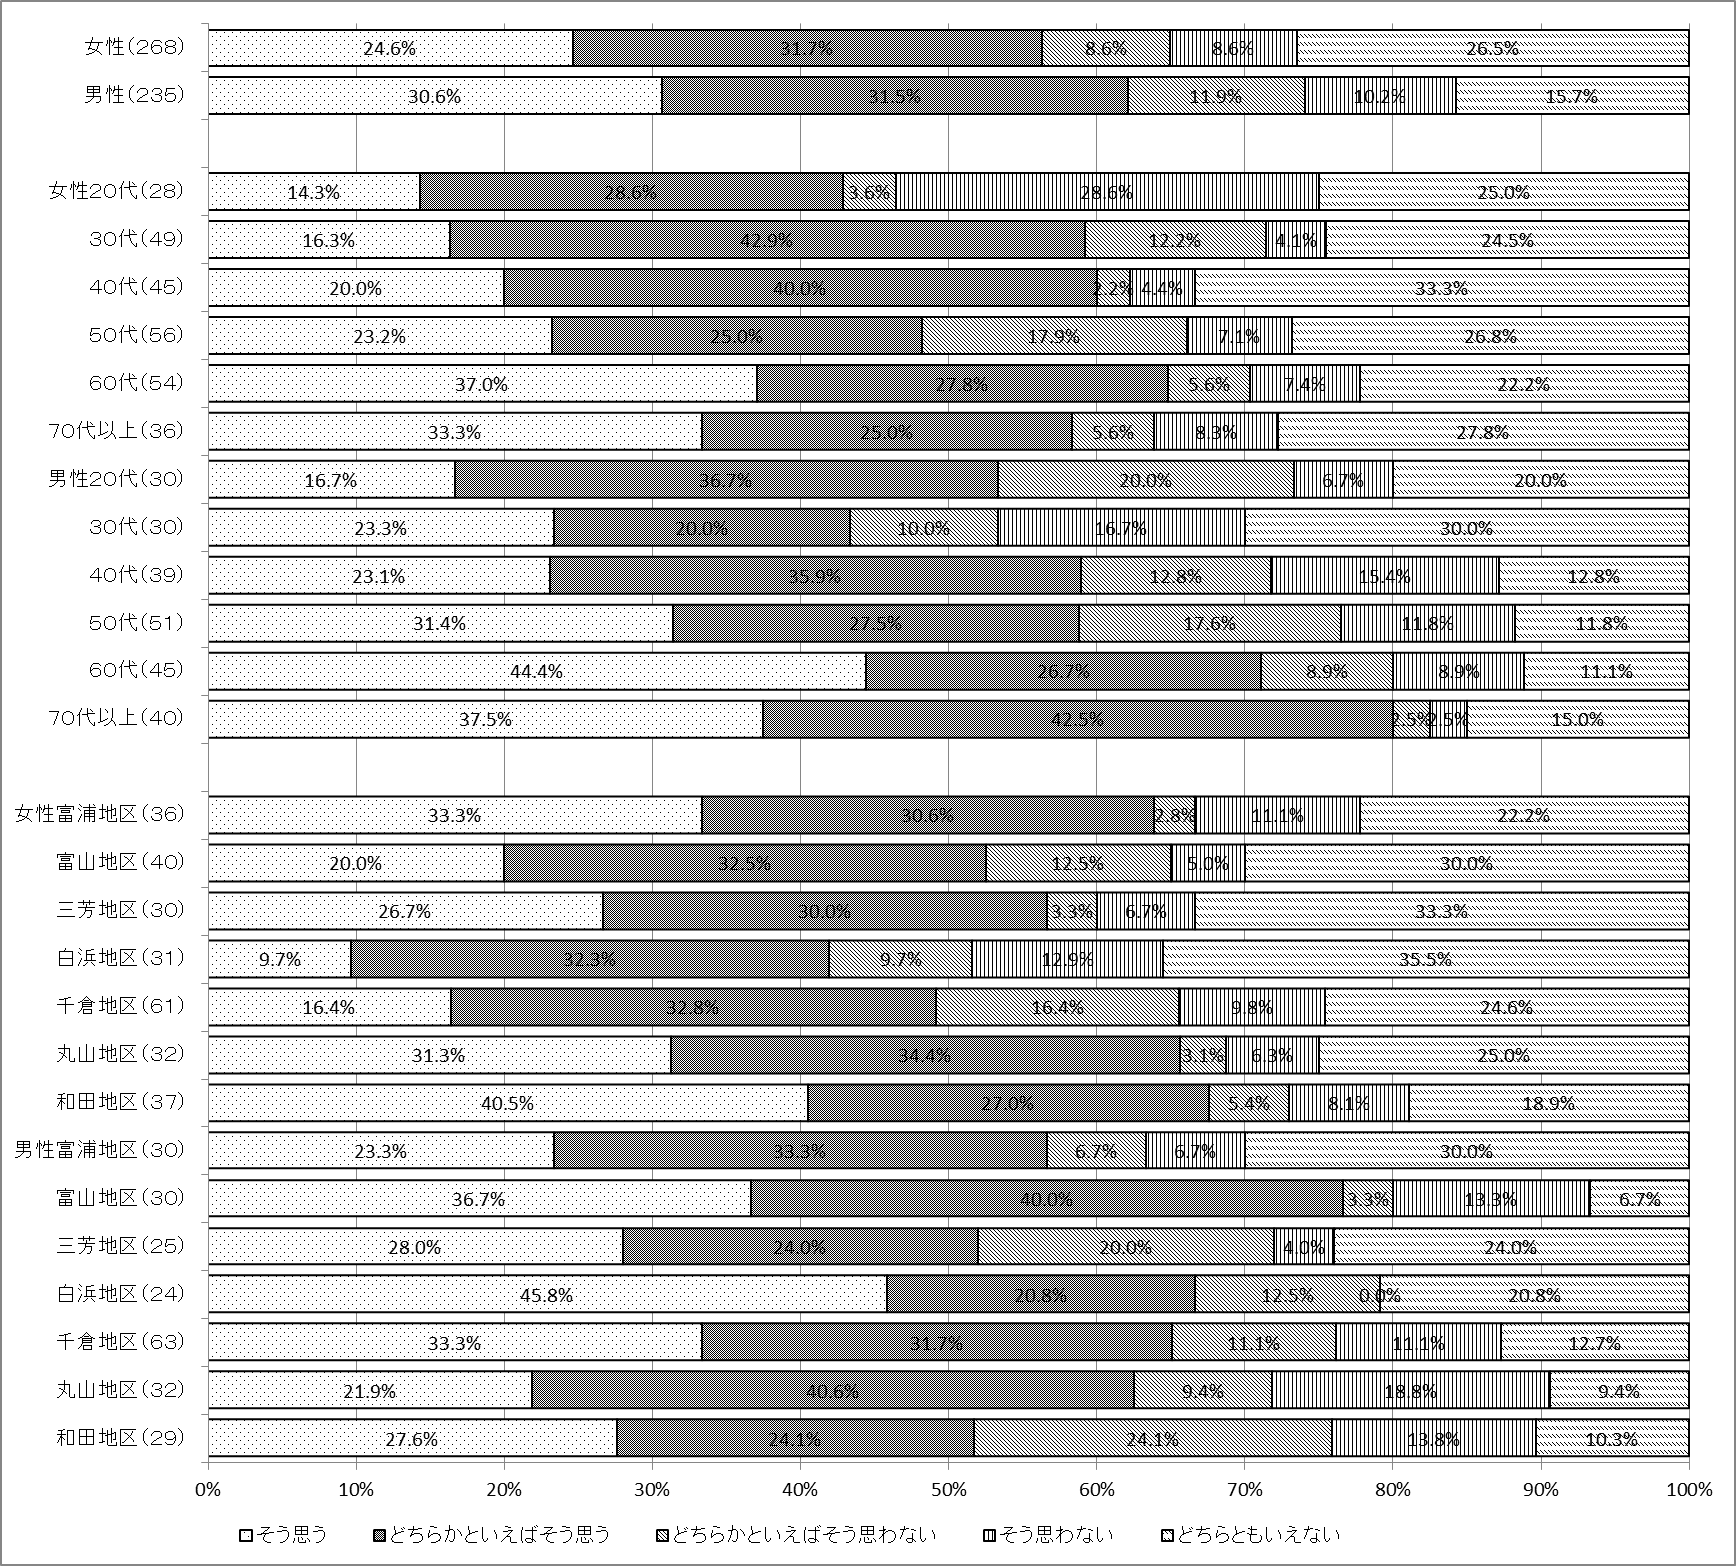 女性(268) 24.6% 31.7% 8.6% 8.6% 26.5%
男性(235) 30.6% 31.5% 11.9% 10.2% 15.7%
女性20代(28) 14.3% 28.6% 3.6% 28.6% 25.0%
30代(49) 16.3% 42.9% 12.2% 4.1% 24.5%
40代(45) 20.0% 40.0% 2.2% 4.4% 33.3%
50代(56) 23.2% 25.0% 17.9% 7.1% 26.8%
60代(54) 37.0% 27.8% 5.6% 7.4% 22.2%
70代以上(36) 33.3% 25.0% 5.6% 8.3% 27.8%
男性20代(30) 16.7% 36.7% 20.0% 6.7% 20.0%
30代(30) 23.3% 20.0% 10.0% 16.7% 30.0%
40代(39) 23.1% 35.9% 12.8% 15.4% 12.8%
50代(51) 31.4% 27.5% 17.6% 11.8% 11.8%
60代(45) 44.4% 26.7% 8.9% 8.9% 11.1%
70代以上(40) 37.5% 42.5% 2.5% 2.5% 15.0%
女性富浦地区(36) 33.3% 30.6% 2.8% 11.1% 22.2%
富山地区(40) 20.0% 32.5% 12.5% 5.0% 30.0%
三芳地区(30) 26.7% 30.0% 3.3% 6.7% 33.3%
白浜地区(31) 9.7% 32.3% 9.7% 12.9% 35.5%
千倉地区(61) 16.4% 32.8% 16.4% 9.8% 24.6%
丸山地区(32) 31.3% 34.4% 3.1% 6.3% 25.0%
和田地区(37) 40.5% 27.0% 5.4% 8.1% 18.9%
男性富浦地区(30) 23.3% 33.3% 6.7% 6.7% 30.0%
富山地区(30) 36.7% 40.0% 3.3% 13.3% 6.7%
三芳地区(25) 28.0% 24.0% 20.0% 4.0% 24.0%
白浜地区(24) 45.8% 20.8% 12.5% 0.0% 20.8%
千倉地区(63) 33.3% 31.7% 11.1% 11.1% 12.7%
丸山地区(32) 21.9% 40.6% 9.4% 18.8% 9.4%
和田地区(29) 27.6% 24.1% 24.1% 13.8% 10.3%
0% 10% 20% 30% 40% 50% 60% 70% 80% 90% 100%
そう思う どちらかといえばそう思う どちらかといえばそう思わない そう思わない どちらともいえない